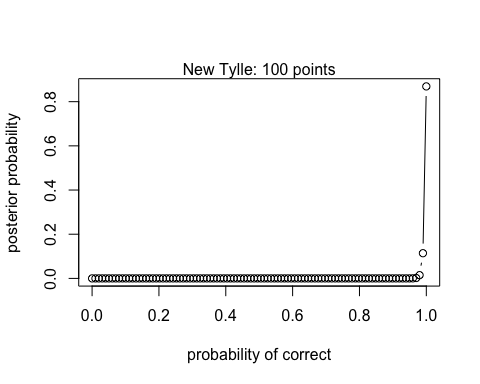 New Tylle: 100 points
posterior probability
0.8
0.6
0.4
0.2
0.0
0.0 0.2 0.4 0.6 0.8 1.0
probability of correct